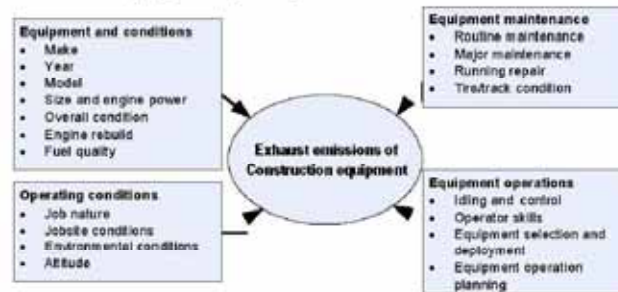 Equipment and conditions
Make
Year
Model
Size and engine power
Overall condition
Engine rebuild
Fuel quality
Operating conditions
Job nature
Jobsite conditions
Environmental conditions
Altitude
Exhaust emissions of
Construction equipment
Equipment maintenance
Routine maintenance
Major maintenance
Running repair
Tire/track condition
Equipment operations
Idling and control
Operator skills
Equipment selection and
deployment
Equipment operation
planning